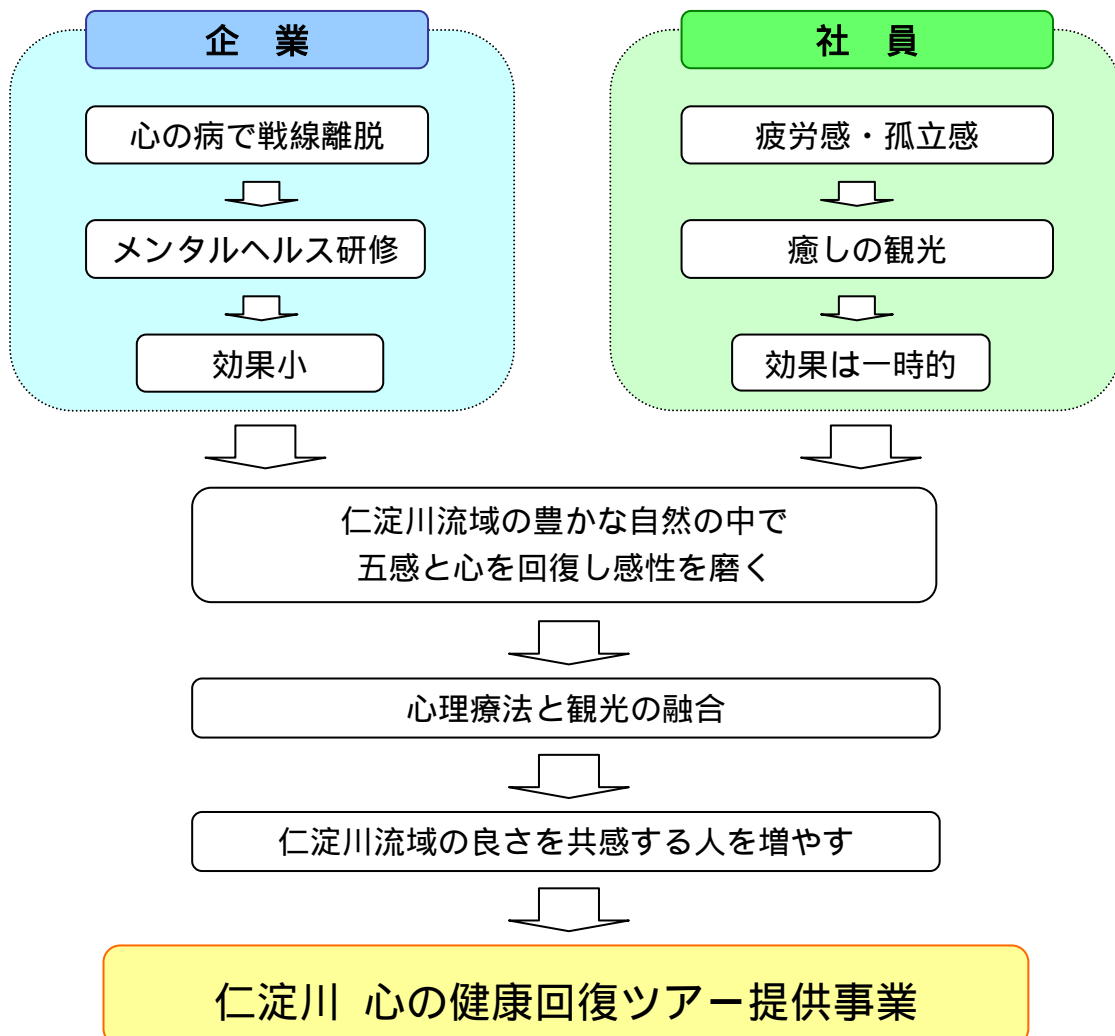 企 業
心の病で戦線離脱
メンタルヘルス研修
効果小
社 員
疲労感・孤立感
癒しの観光
効果は一時的
仁淀川流域の豊かな自然の中で
五感と心を回復し感性を磨く
心理療法と観光の融合
仁淀川流域の良さを共感する人を増やす
仁淀川 心の健康回復ツアー提供事業